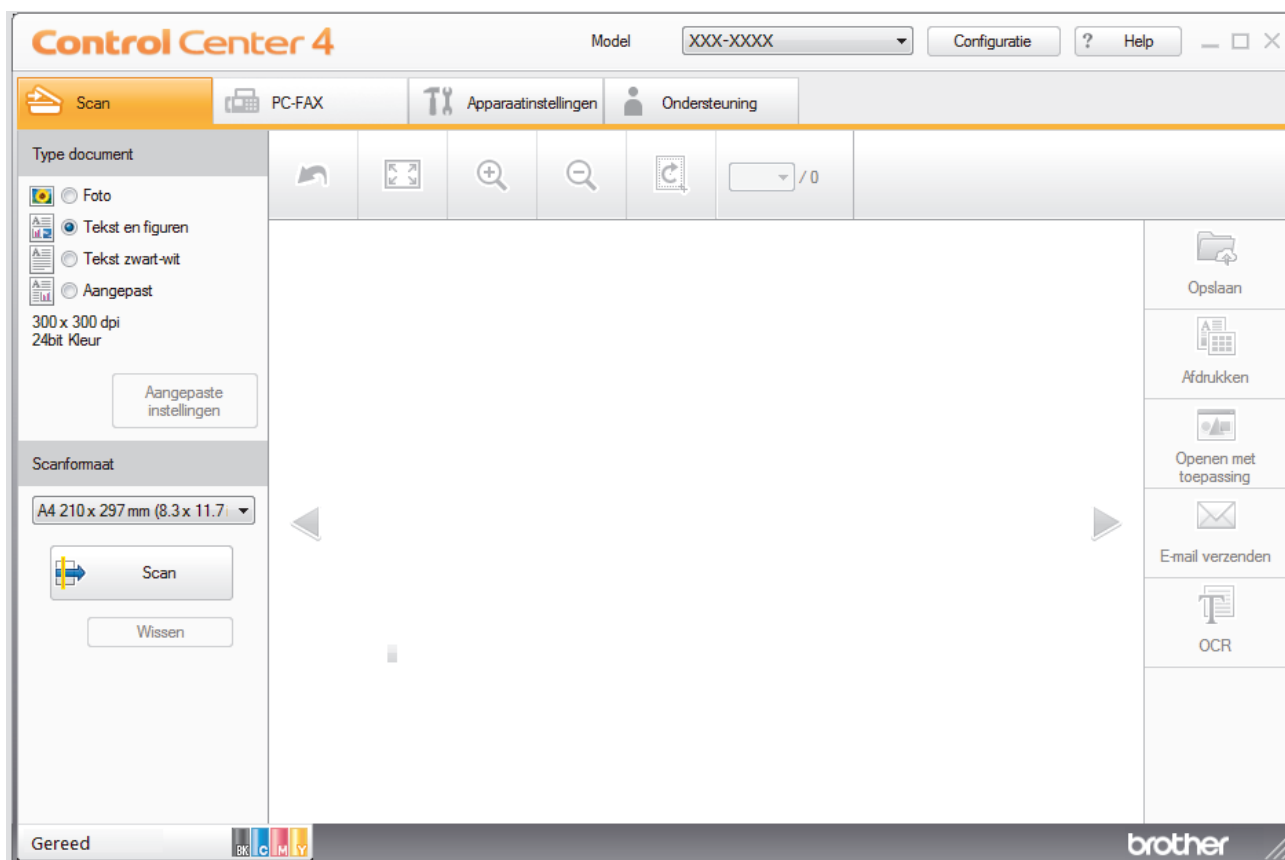 Control Center 4
Model
XXX-XXXX
Configuratie
? Help
Scan
PC-FAX
Apparaatinstellingen
Ondersteuning
Type document
Foto
Tekst en figuren
Tekst zwart-wit
Aangepast
300 x 300 dpi
24bit Kleur
Aangepaste
instellingen
Scanformaat
A4 210 x 297 mm (8.3 x 11.7
Scan
Wissen
/ 0
Opslaan
Afdrukken
Openen met
toepassing
E-mail verzenden
OCR
Gereed
BK C M Y
brother